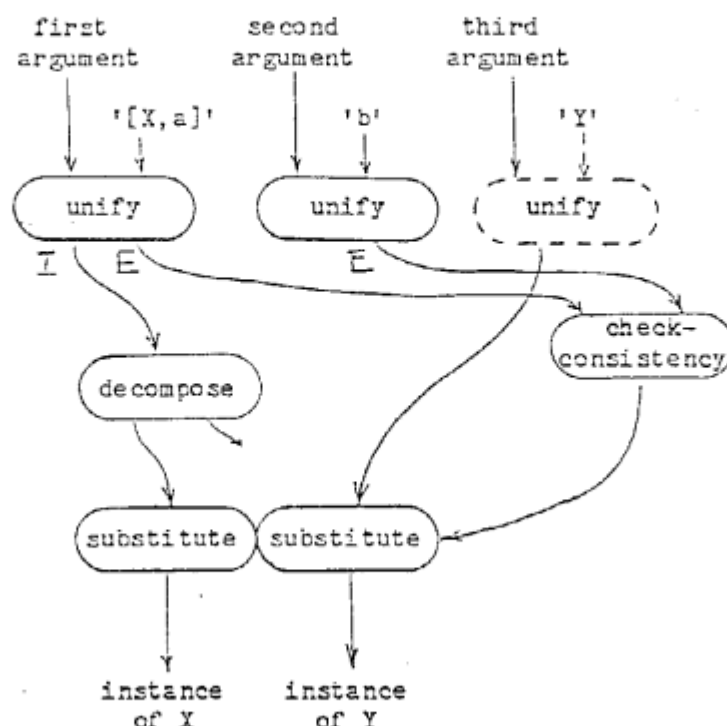 first
argument
second
argument
third
argument
'[X,a]'
'b'
'Y'
unify
unify
unify
I
E
E
check-
consistency
decompose
substitute
substitute
instance
of X
instance
of Y